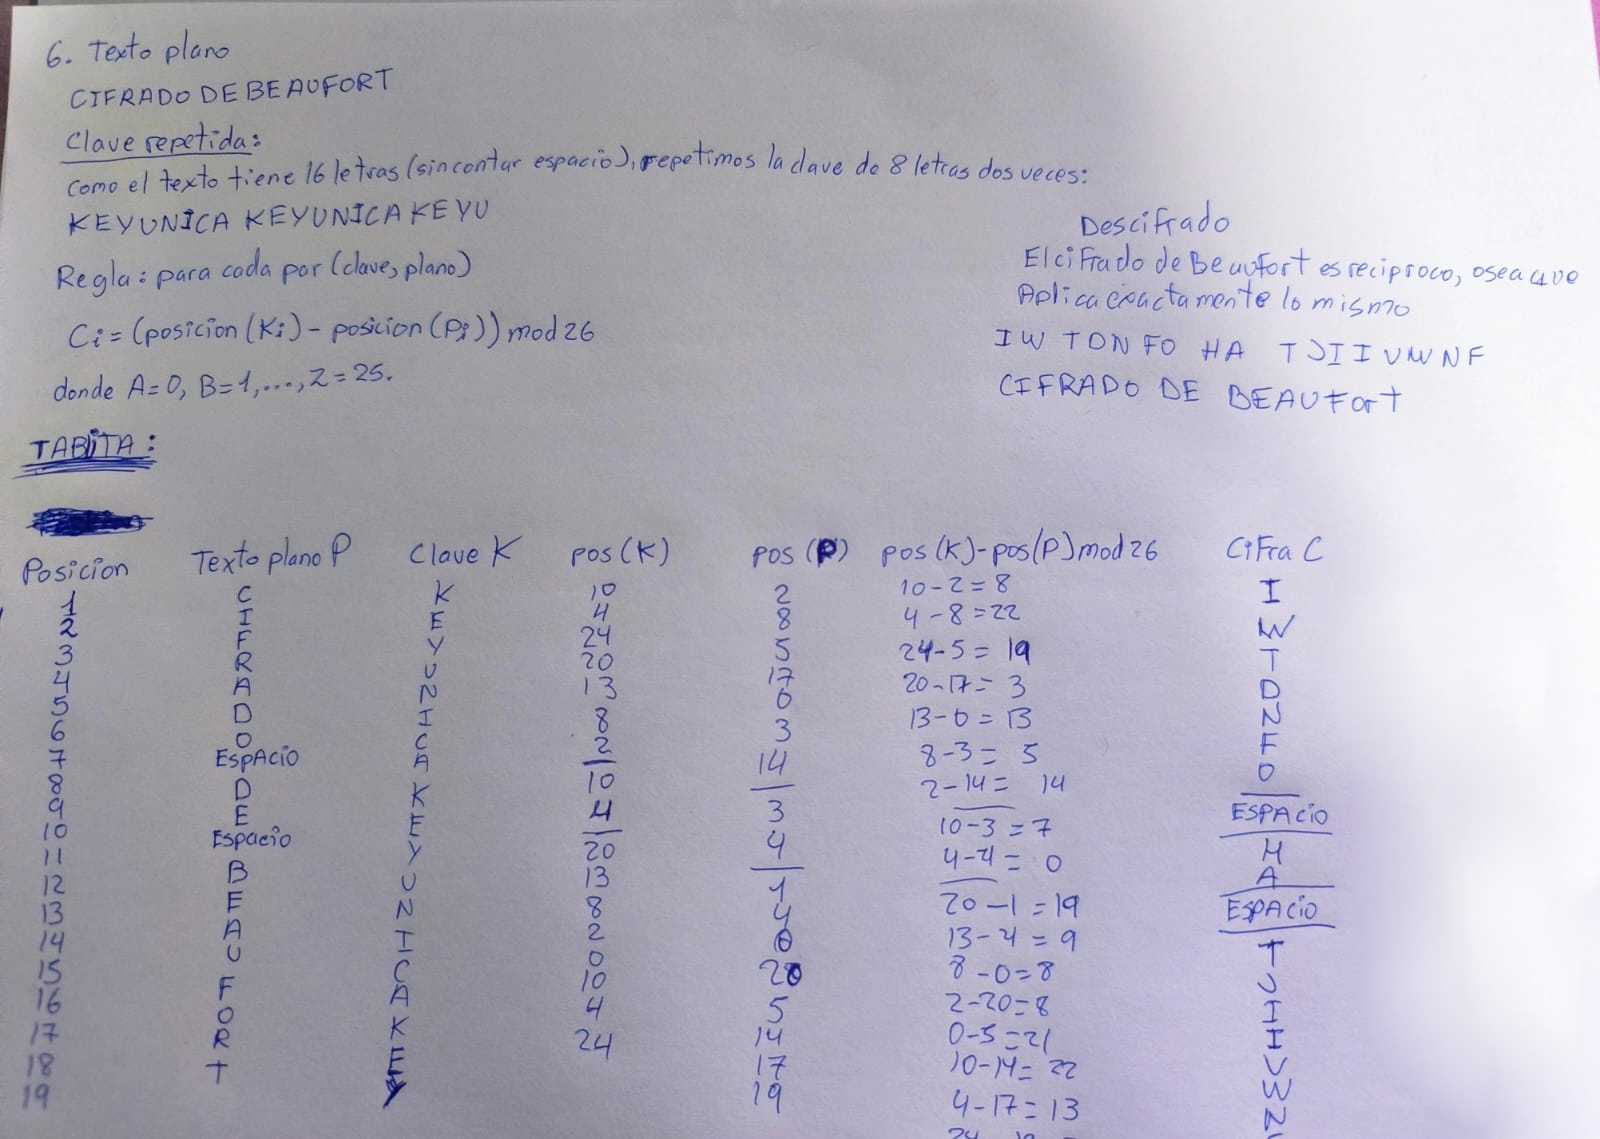 6. Texto plano
CIFRADO DE BEAUFORT
Clave repetida:
Como el texto tiene 16 letras (sin contar espacio), repetimos la clave de 8 letras dos veces:
KEYUNICA KEYUNICA KEYU
Regla: para cada par (clave, plano)
Ci = (posicion (Ki) - posicion (Pi)) mod 26
donde A=0, B=1, ..., Z=25.
Descifrado
El cifrado de Beaufort es reciproco, osea que
Aplica exactamente lo mismo
IW TDN FO HA TJIIVWNF
CIFRADO DE BEAUFort
TABITA:
Posicion Texto plano P Clave K pos (K) pos (P) pos (K)-pos(P) mod 26 CiFra C
1 C K 10 2 10-2=8 I
2 I E 4 8 4-8=22 W
3 F Y 24 5 24-5=19 T
4 R U 20 17 20-17=3 D
5 A N 13 0 13-0=13 N
6 D I 8 3 8-3=5 F
7 O C 2 14 2-14=14 O
8 ESPACIO A — — — ESPACIO
9 D K 10 3 10-3=7 H
10 E E 4 4 4-4=0 A
11 Espacio Y — — — ESPACIO
12 B U 20 1 20-1=19 T
13 E N 13 4 13-4=9 J
14 A I 8 0 8-0=8 I
15 U C 2 20 2-20=8 I
16 F A 0 5 0-5=21 V
17 O K 10 14 10-14=22 W
18 R E 4 17 4-17=13 N
19 T Y 24 19